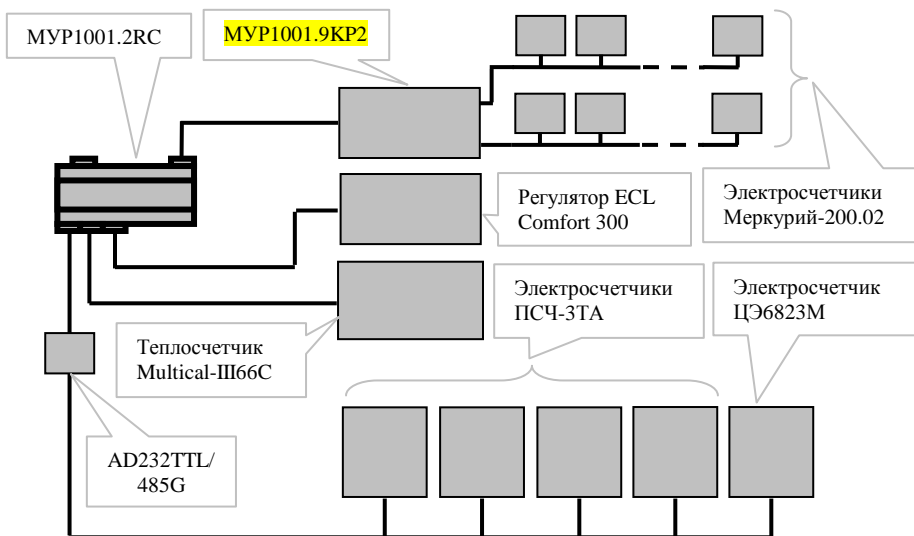 МУР1001.2RC
МУР1001.9KP2
Электросчетчики
Меркурий-200.02
Регулятор ECL
Comfort 300
Электросчетчики
ПСЧ-3ТА
Электросчетчик
ЦЭ6823М
Теплосчетчик
Multical-III66C
AD232TTL/
485G